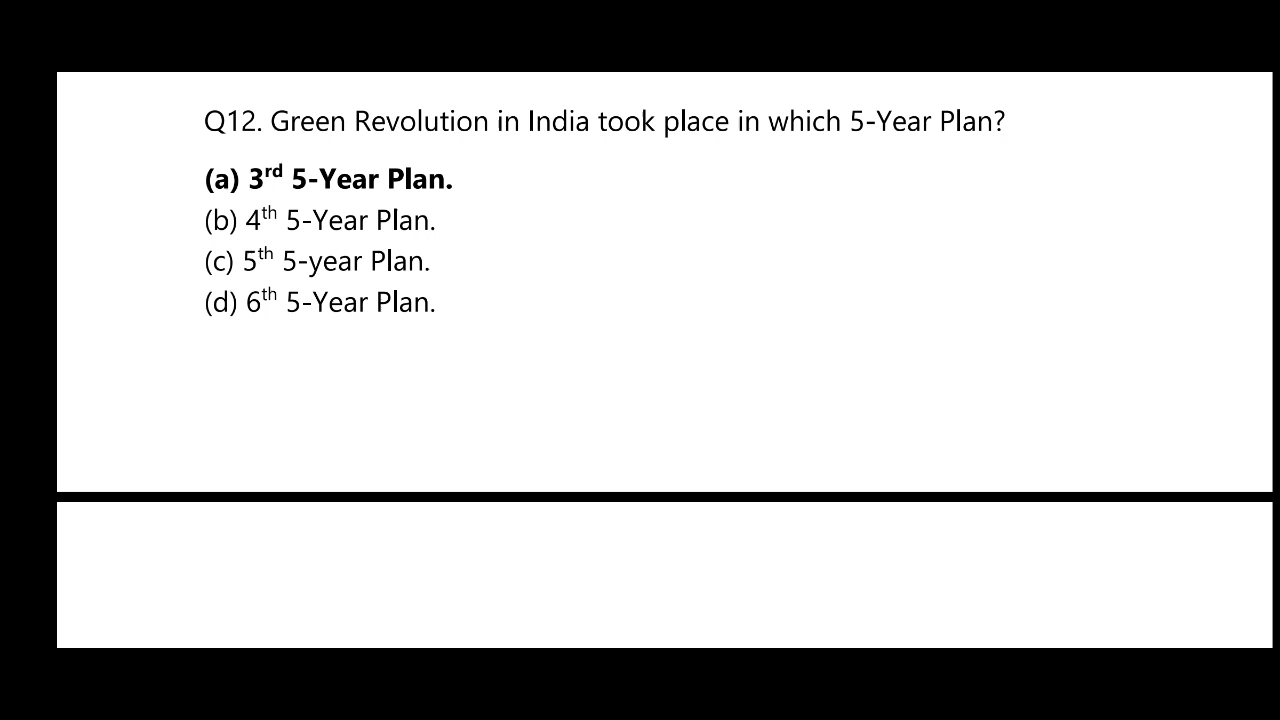 Q12. Green Revolution in India took place in which 5-Year Plan?
(a) 3rd 5-Year Plan.
(b) 4th 5-Year Plan.
(c) 5th 5-year Plan.
(d) 6th 5-Year Plan.